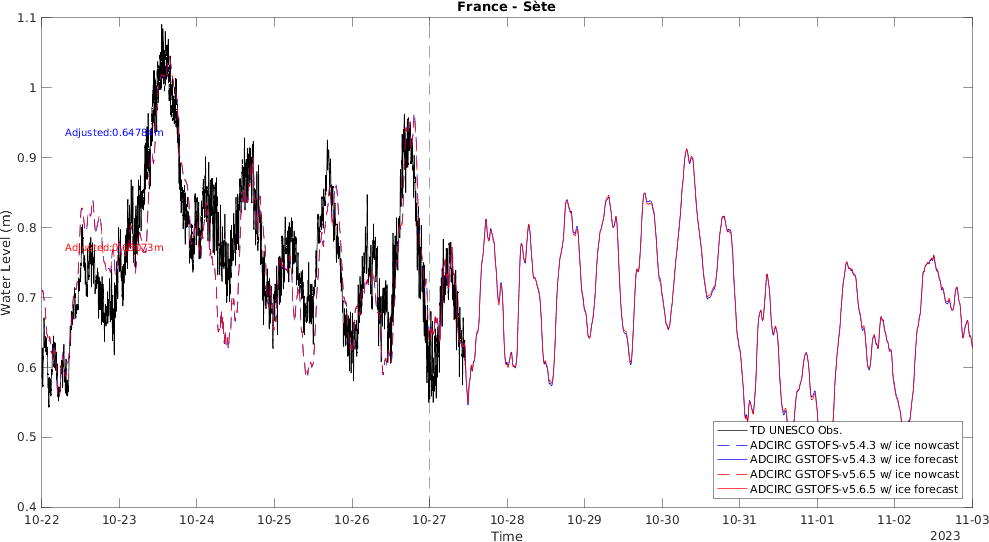 France - Sète
Water Level (m)
1.1
1
0.9
0.8
0.7
0.6
0.5
0.4
TD UNESCO Obs.
ADCIRC GSTOFS-v5.4.3 w/ ice nowcast
ADCIRC GSTOFS-v5.4.3 w/ ice forecast
ADCIRC GSTOFS-v5.6.5 w/ ice nowcast
ADCIRC GSTOFS-v5.6.5 w/ ice forecast
10-22 10-23 10-24 10-25 10-26 10-27 10-28 10-29 10-30 10-31 11-01 11-02 11-03
Time
2023